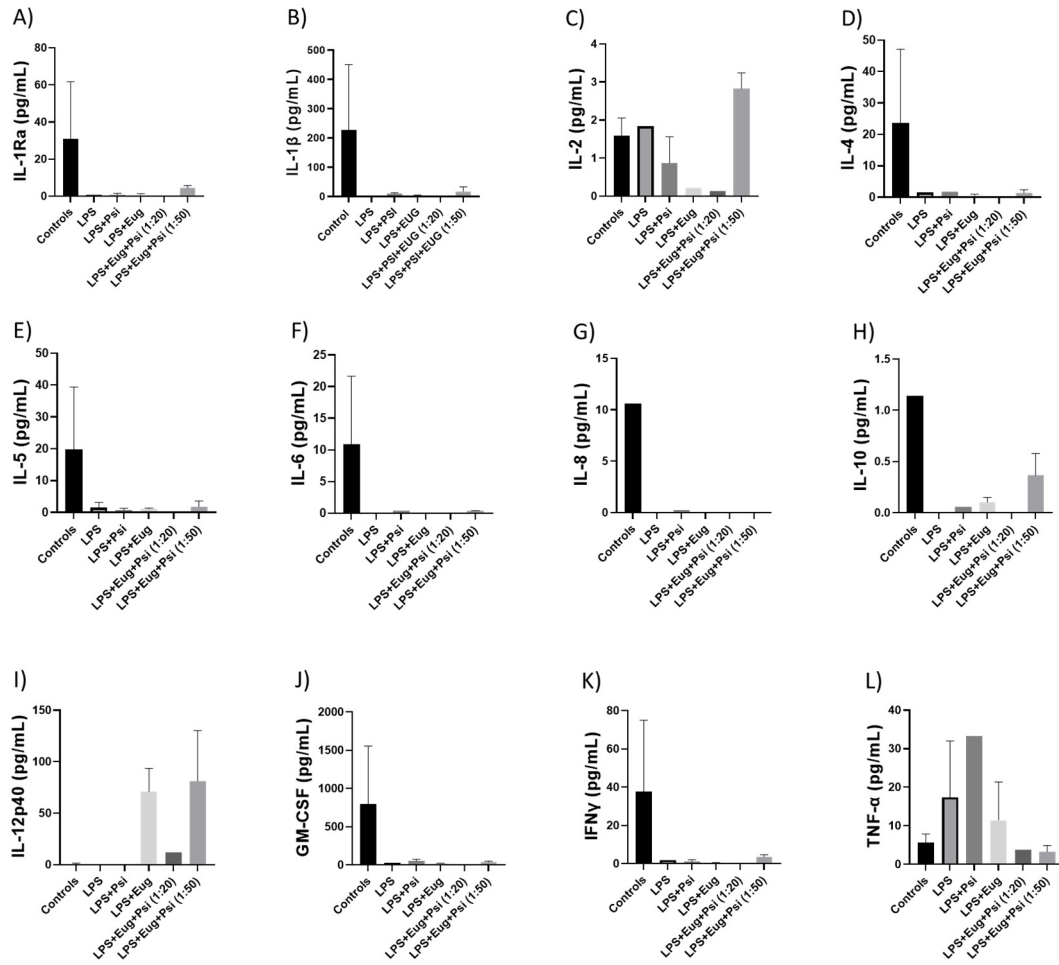 A)
IL-1Ra (pg/mL)
80
60
40
20
0
Controls
LPS
LPS+Psi
LPS+Eug
LPS+Eug+Psi (1:20)
LPS+Eug+Psi (1:50)
B)
IL-1β (pg/mL)
500
400
300
200
100
0
Control
LPS
LPS+PSI
LPS+EUG
LPS+PSI+EUG (1:20)
LPS+PSI+EUG (1:50)
C)
IL-2 (pg/mL)
4
3
2
1
0
Controls
LPS
LPS+Psi
LPS+Eug
LPS+Eug+Psi (1:20)
LPS+Eug+Psi (1:50)
D)
IL-4 (pg/mL)
50
40
30
20
10
0
Controls
LPS
LPS+Psi
LPS+Eug
LPS+Eug+Psi (1:20)
LPS+Eug+Psi (1:50)
E)
IL-5 (pg/mL)
50
40
30
20
10
0
Controls
LPS
LPS+Psi
LPS+Eug
LPS+Eug+Psi (1:20)
LPS+Eug+Psi (1:50)
F)
IL-6 (pg/mL)
25
20
15
10
5
0
Controls
LPS
LPS+Psi
LPS+Eug
LPS+Eug+Psi (1:20)
LPS+Eug+Psi (1:50)
G)
IL-8 (pg/mL)
15
10
5
0
Controls
LPS
LPS+Psi
LPS+Eug
LPS+Eug+Psi (1:20)
LPS+Eug+Psi (1:50)
H)
IL-10 (pg/mL)
1.5
1.0
0.5
0.0
Controls
LPS
LPS+Psi
LPS+Eug
LPS+Eug+Psi (1:20)
LPS+Eug+Psi (1:50)
I)
IL-12p40 (pg/mL)
150
100
50
0
Controls
LPS
LPS+Psi
LPS+Eug
LPS+Eug+Psi (1:20)
LPS+Eug+Psi (1:50)
J)
GM-CSF (pg/mL)
2000
1500
1000
500
0
Controls
LPS
LPS+Psi
LPS+Eug
LPS+Eug+Psi (1:20)
LPS+Eug+Psi (1:50)
K)
IFNγ (pg/mL)
80
60
40
20
0
Controls
LPS
LPS+Psi
LPS+Eug
LPS+Eug+Psi (1:20)
LPS+Eug+Psi (1:50)
L)
TNF-α (pg/mL)
40
30
20
10
0
Controls
LPS
LPS+Psi
LPS+Eug
LPS+Eug+Psi (1:20)
LPS+Eug+Psi (1:50)